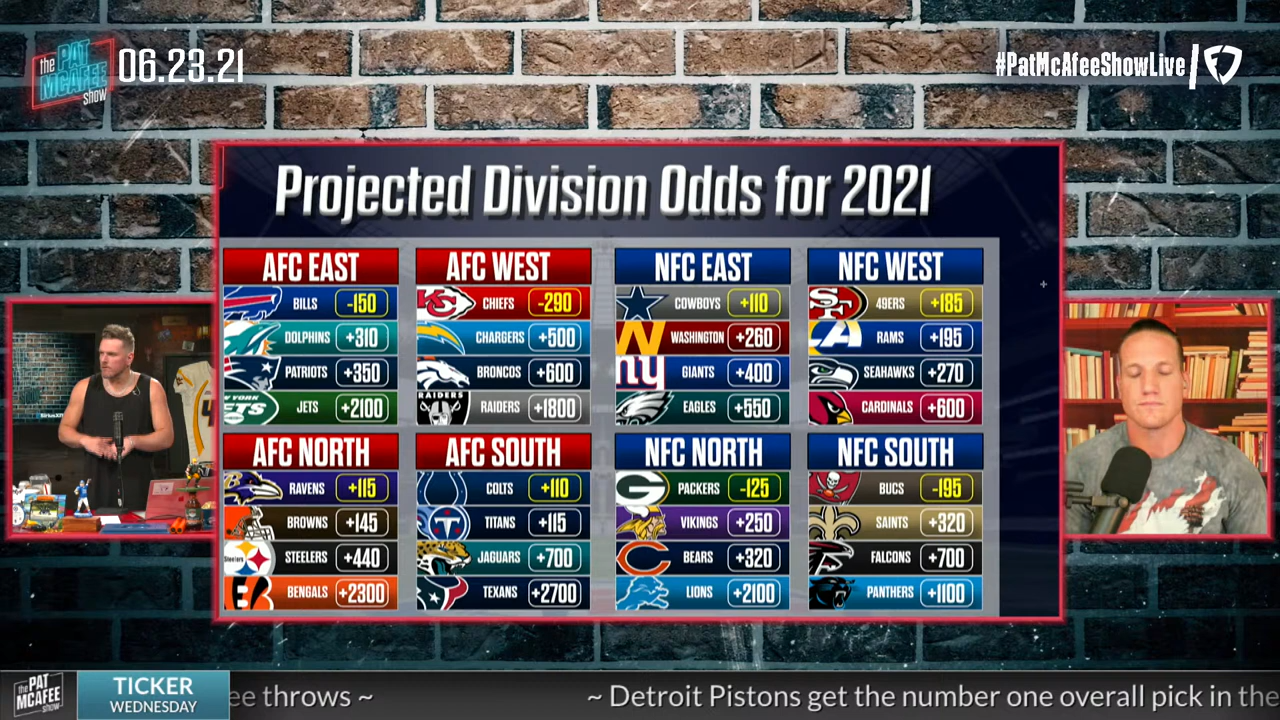 the PAT MCAFEE show
06.23.21
#PatMcAfeeShowLive
Projected Division Odds for 2021
AFC EAST
BILLS -150
DOLPHINS +310
PATRIOTS +350
JETS +2100
AFC WEST
CHIEFS -290
CHARGERS +500
BRONCOS +600
RAIDERS +1800
NFC EAST
COWBOYS +110
WASHINGTON +260
GIANTS +400
EAGLES +550
NFC WEST
49ERS +185
RAMS +195
SEAHAWKS +270
CARDINALS +600
AFC NORTH
RAVENS +115
BROWNS +145
STEELERS +440
BENGALS +2300
AFC SOUTH
COLTS +110
TITANS +115
JAGUARS +700
TEXANS +2700
NFC NORTH
PACKERS -125
VIKINGS +250
BEARS +320
LIONS +2100
NFC SOUTH
BUCS -195
SAINTS +320
FALCONS +700
PANTHERS +1100
the PAT MCAFEE show
TICKER
WEDNESDAY
ee throws ~ ~ Detroit Pistons get the number one overall pick in the